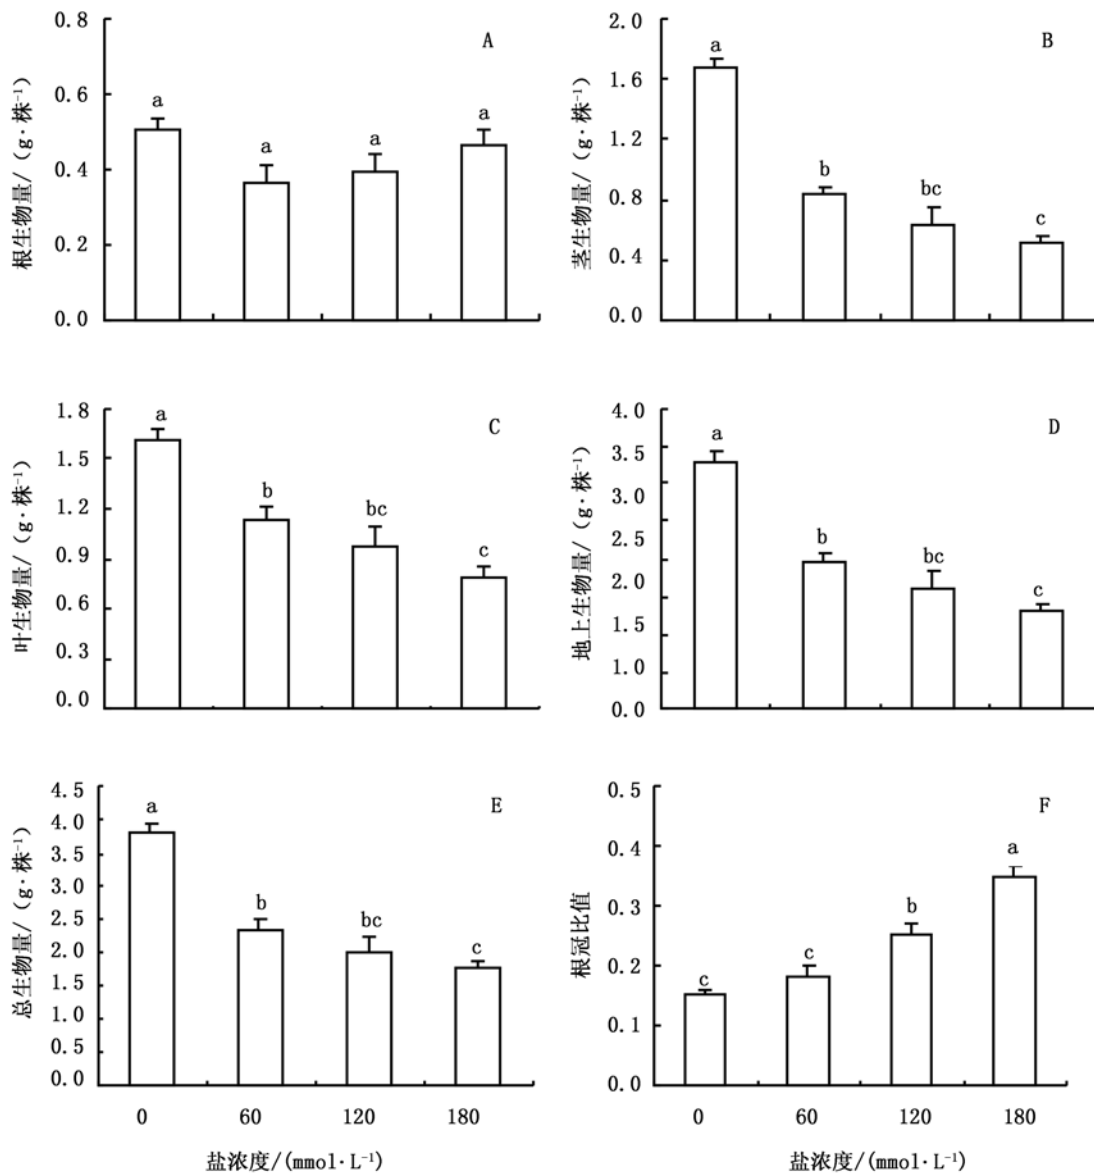 A
根生物量/(g·株⁻¹)
0.8
0.6
0.4
0.2
0.0
a
a
a
a
B
茎生物量/(g·株⁻¹)
2.0
1.6
1.2
0.8
0.4
0.0
a
b
bc
c
C
叶生物量/(g·株⁻¹)
1.8
1.5
1.2
0.9
0.6
0.3
0.0
a
b
bc
c
D
地上生物量/(g·株⁻¹)
4.0
3.5
3.0
2.5
2.0
1.5
1.0
0.0
a
b
bc
c
E
总生物量/(g·株⁻¹)
4.5
4.0
3.5
3.0
2.5
2.0
1.5
1.0
0.5
0.0
a
b
bc
c
0 60 120 180
盐浓度/(mmol·L⁻¹)
F
根冠比值
0.5
0.4
0.3
0.2
0.1
0.0
c
c
b
a
0 60 120 180
盐浓度/(mmol·L⁻¹)